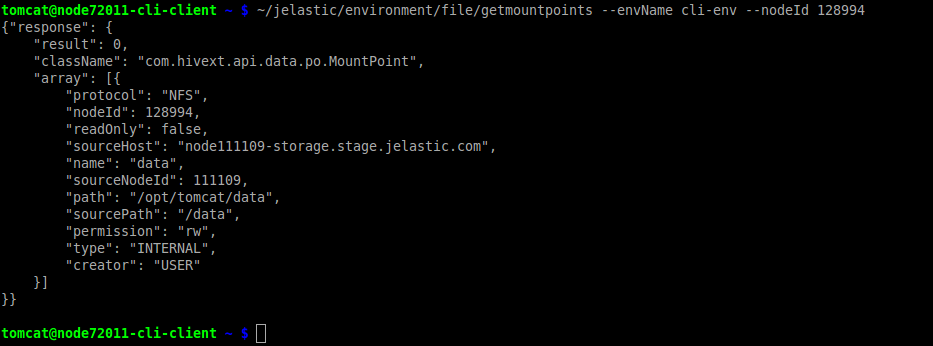 tomcat@node72011-cli-client ~ $ ~/jelastic/environment/file/getmountpoints --envName cli-env --nodeId 128994
{"response": {
    "result": 0,
    "className": "com.hivext.api.data.po.MountPoint",
    "array": [{
        "protocol": "NFS",
        "nodeId": 128994,
        "readOnly": false,
        "sourceHost": "node111109-storage.stage.jelastic.com",
        "name": "data",
        "sourceNodeId": 111109,
        "path": "/opt/tomcat/data",
        "sourcePath": "/data",
        "permission": "rw",
        "type": "INTERNAL",
        "creator": "USER"
    }]
}}
tomcat@node72011-cli-client ~ $